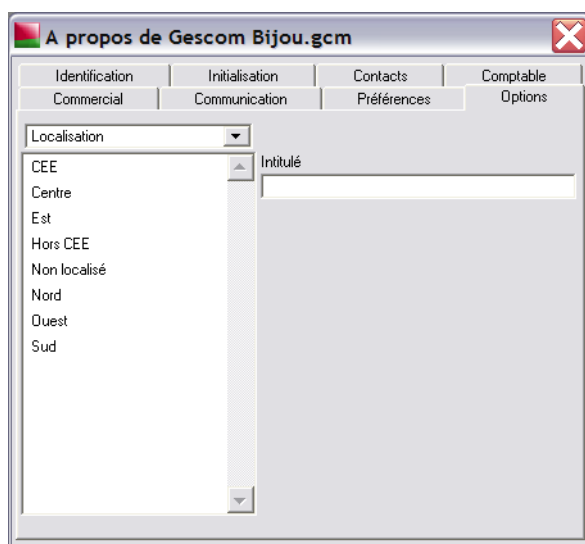 A propos de Gescom Bijou.gcm
Identification Initialisation Contacts Comptable
Commercial Communication Préférences Options
Localisation
Intitulé
CEE
Centre
Est
Hors CEE
Non localisé
Nord
Ouest
Sud